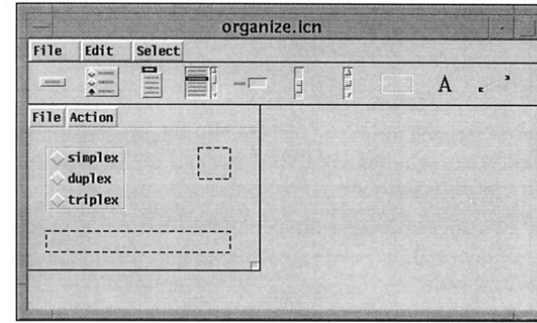 organize.icn
File Edit Select
A
File Action
simplex
duplex
triplex